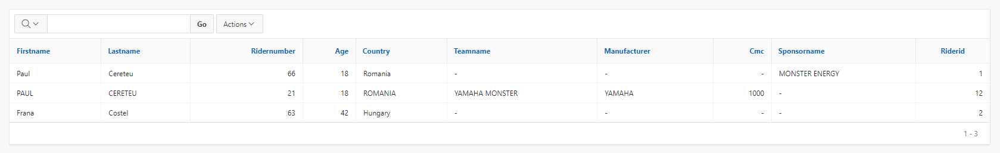 Go Actions
Firstname Lastname Ridernumber Age Country Teamname Manufacturer Cmc Sponsorname Riderid
Paul Cereteu 66 18 Romania - - - MONSTER ENERGY 1
PAUL CERETEU 21 18 ROMANIA YAMAHA MONSTER YAMAHA 1000 - 12
Frana Costel 63 42 Hungary - - - - 2
1 - 3